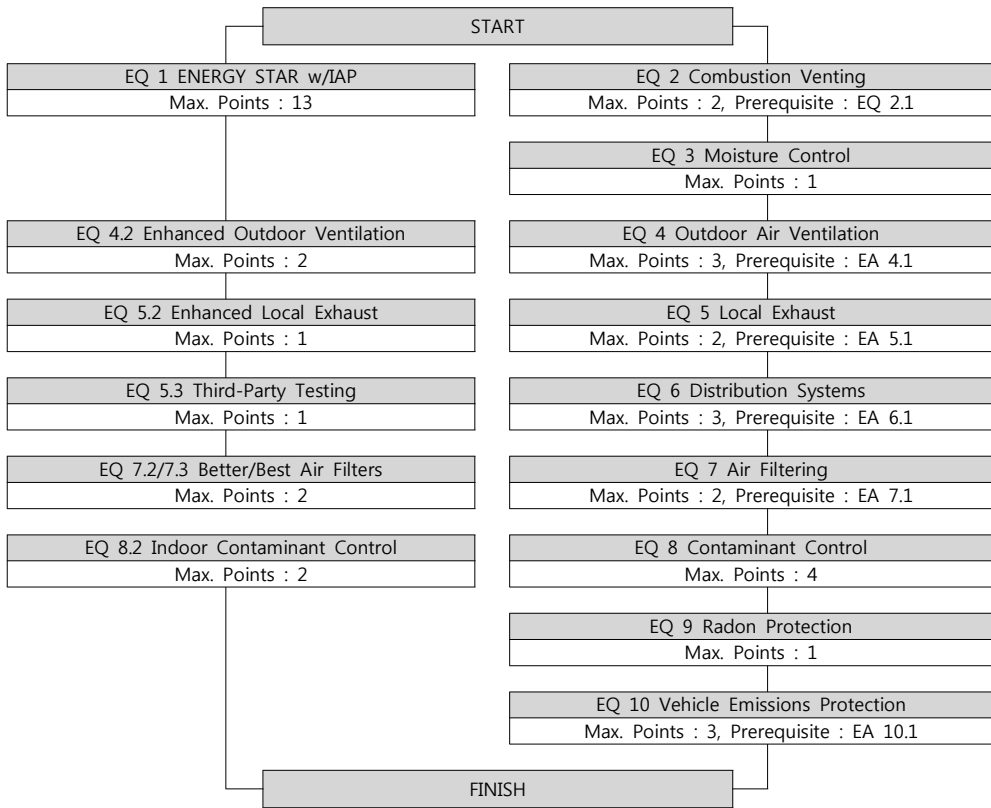 START
EQ 1 ENERGY STAR w/IAP
Max. Points : 13
EQ 4.2 Enhanced Outdoor Ventilation
Max. Points : 2
EQ 5.2 Enhanced Local Exhaust
Max. Points : 1
EQ 5.3 Third-Party Testing
Max. Points : 1
EQ 7.2/7.3 Better/Best Air Filters
Max. Points : 2
EQ 8.2 Indoor Contaminant Control
Max. Points : 2
EQ 2 Combustion Venting
Max. Points : 2, Prerequisite : EQ 2.1
EQ 3 Moisture Control
Max. Points : 1
EQ 4 Outdoor Air Ventilation
Max. Points : 3, Prerequisite : EA 4.1
EQ 5 Local Exhaust
Max. Points : 2, Prerequisite : EA 5.1
EQ 6 Distribution Systems
Max. Points : 3, Prerequisite : EA 6.1
EQ 7 Air Filtering
Max. Points : 2, Prerequisite : EA 7.1
EQ 8 Contaminant Control
Max. Points : 4
EQ 9 Radon Protection
Max. Points : 1
EQ 10 Vehicle Emissions Protection
Max. Points : 3, Prerequisite : EA 10.1
FINISH